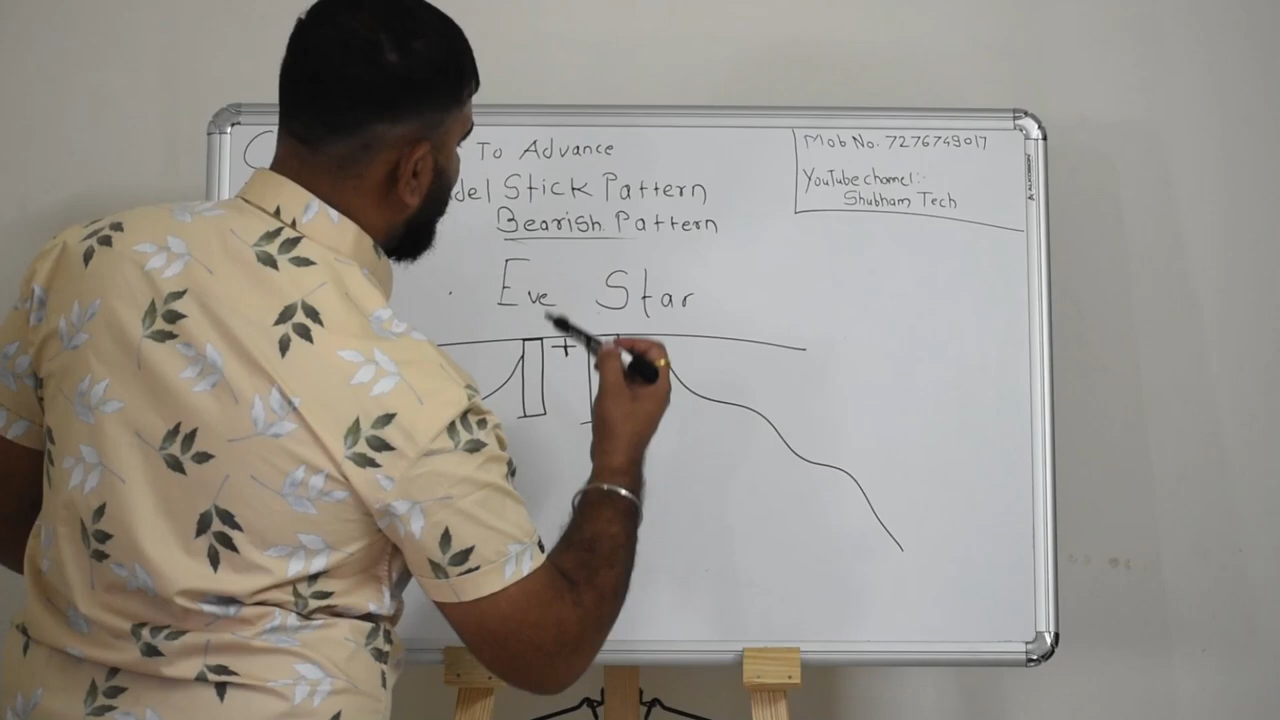 To Advance
del Stick Pattern
Bearish Pattern
Eve Star
Mob No. 7276749017
YouTube channel:-
Shubham Tech